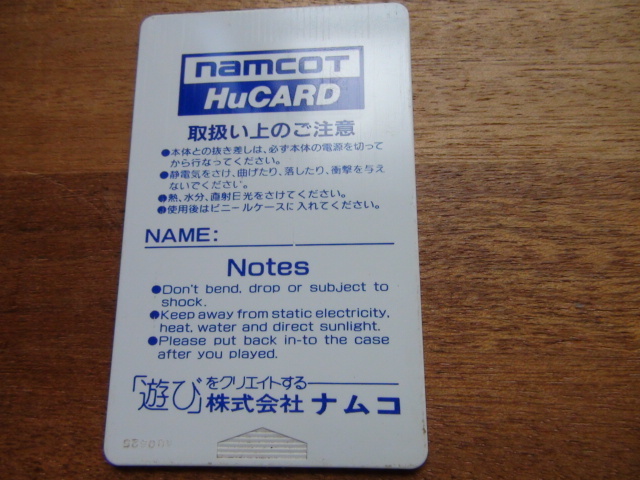 namcot
HuCARD
取扱い上のご注意
●本体との抜き差しは、必ず本体の電源を切って
から行なってください。
●静電気をさけ、曲げたり、落したり、衝撃を与え
ないでください。
●熱、水分、直射日光をさけてください。
●使用後はビニールケースに入れてください。
NAME:
Notes
●Don't bend, drop or subject to
shock.
●Keep away from static electricity,
heat, water and direct sunlight.
●Please put back in-to the case
after you played.
「遊び」をクリエイトする
株式会社 ナムコ